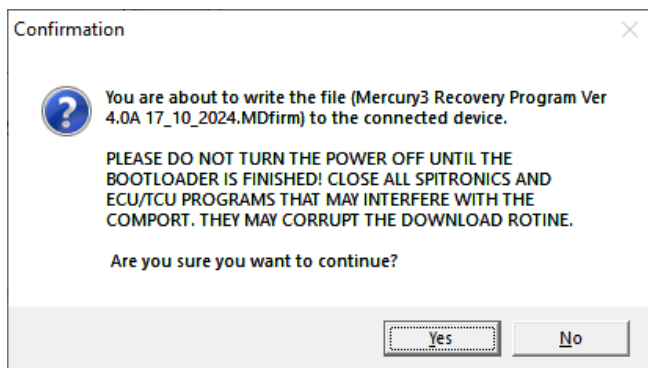 Confirmation
You are about to write the file (Mercury3 Recovery Program Ver
4.0A 17_10_2024.MDfirm) to the connected device.
PLEASE DO NOT TURN THE POWER OFF UNTIL THE
BOOTLOADER IS FINISHED! CLOSE ALL SPITRONICS AND
ECU/TCU PROGRAMS THAT MAY INTERFERE WITH THE
COMPORT. THEY MAY CORRUPT THE DOWNLOAD ROTINE.
Are you sure you want to continue?
Yes No